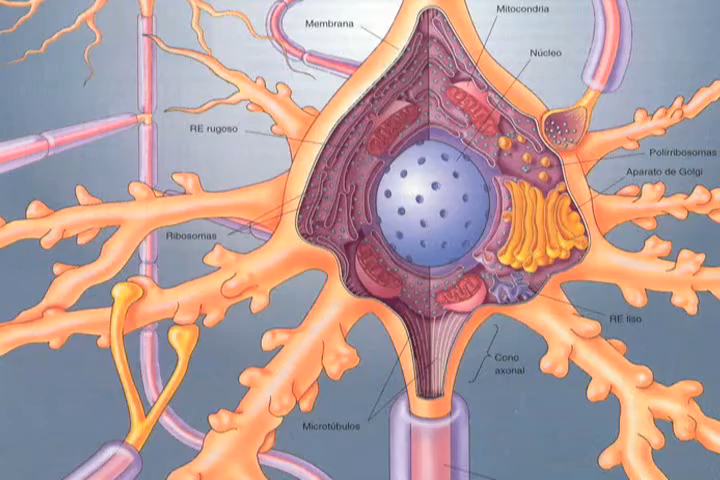 Mitocondria
Membrana
Núcleo
RE rugoso
Polirribosomas
Aparato de Golgi
Ribosomas
RE liso
Cono
axonal
Microtúbulos